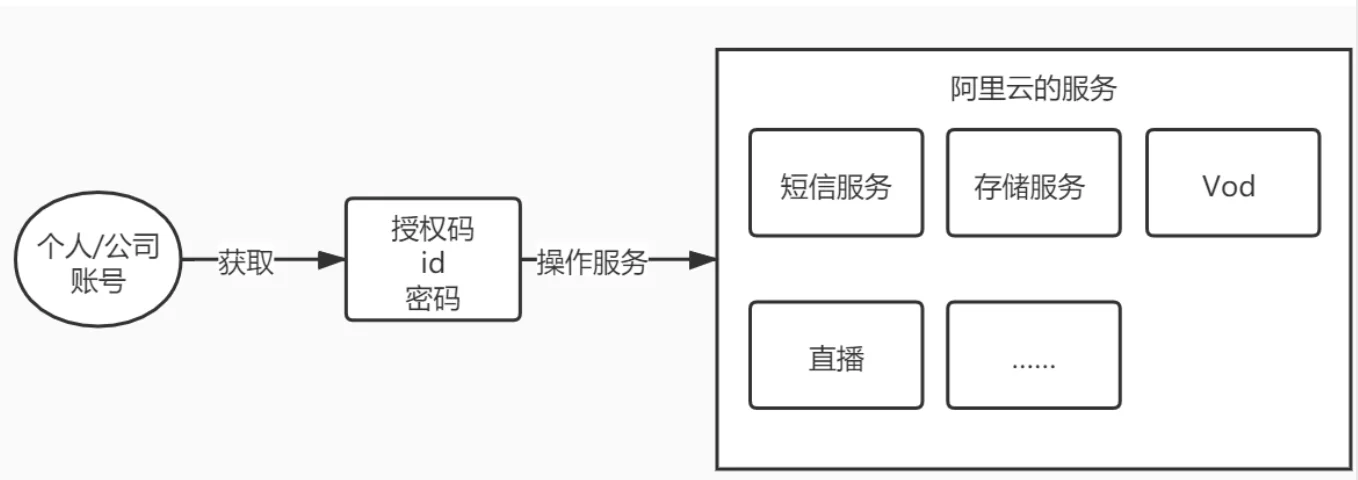 阿里云的服务
短信服务
存储服务
Vod
个人/公司
账号
获取
授权码
id
密码
操作服务
直播
......